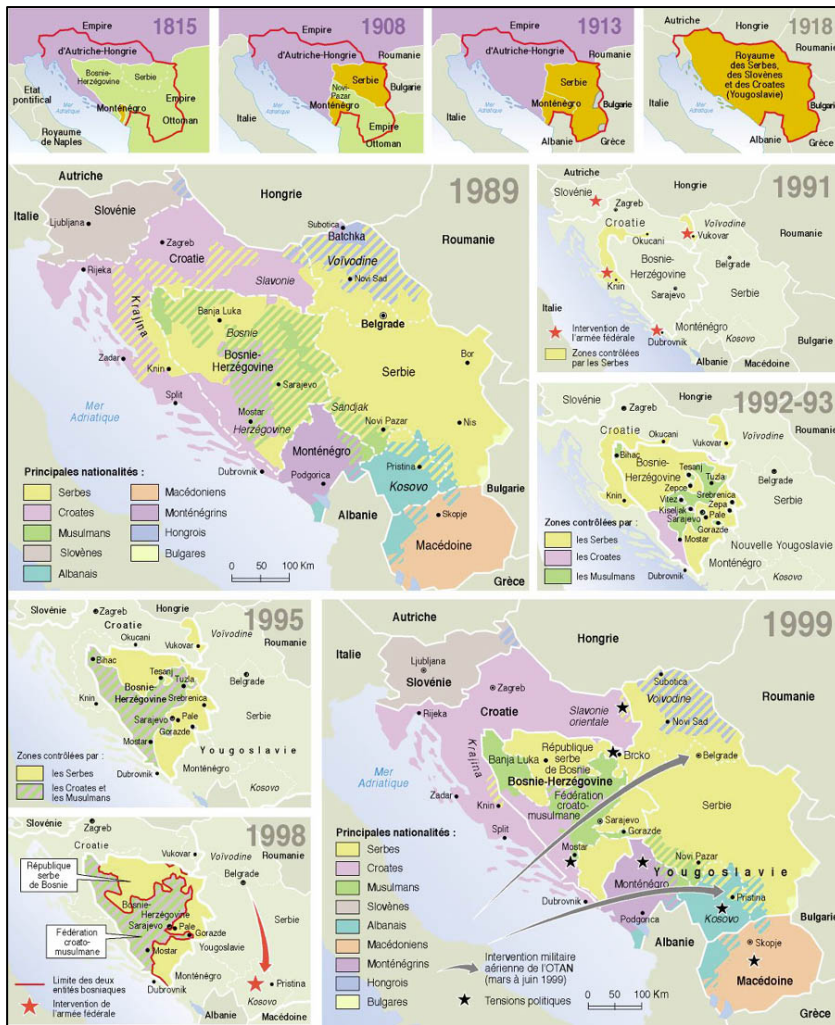 1815
Empire
d'Autriche-Hongrie
Bosnie-
Herzégovine
Serbie
Etat
pontifical
Mer
Adriatique
Monténégro
Empire
Ottoman
Royaume
de Naples
1908
Empire
d'Autriche-Hongrie
Serbie
Novi-
Pazar
Bulgarie
Monténégro
Italie
Empire
Ottoman
1913
Empire
d'Autriche-Hongrie
Roumanie
Serbie
Monténégro
Bulgarie
Italie
Albanie
Grèce
1918
Autriche
Hongrie
Roumanie
Royaume
des Serbes,
des Slovènes
et des Croates
(Yougoslavie)
Mer
Adriatique
Bulgarie
Italie
Albanie
Grèce
1989
Autriche
Hongrie
Italie
Slovénie
Ljubljana
Zagreb
Croatie
Rijeka
Slavonie
Subotica
Batchka
Voïvodine
Novi Sad
Roumanie
Krajina
Banja Luka
Bosnie
Belgrade
Bosnie-
Herzégovine
Zadar
Knin
Sarajevo
Serbie
Bor
Split
Mostar
Herzégovine
Sandjak
Novi Pazar
Nis
Mer
Adriatique
Monténégro
Podgorica
Dubrovnik
Pristina
Kosovo
Bulgarie
Albanie
Skopje
Macédoine
Grèce
Principales nationalités :
Serbes
Croates
Musulmans
Slovènes
Albanais
Macédoniens
Monténégrins
Hongrois
Bulgares
0 50 100 Km
1991
Autriche
Slovénie
Hongrie
Zagreb
Croatie
Okucani
Voïvodine
Vukovar
Bosnie-
Herzégovine
Belgrade
Knin
Sarajevo
Serbie
Roumanie
Italie
Monténégro
Dubrovnik
Kosovo
Bulgarie
Albanie
Macédoine
Intervention de
l'armée fédérale
Zones contrôlées
par les Serbes
1992-93
Hongrie
Zagreb
Croatie
Okucani
Vukovar
Voïvodine
Roumanie
Bihac
Bosnie-
Herzégovine
Tesanj
Tuzla
Belgrade
Zepce
Srebrenica
Serbie
Knin
Vitez
Zepa
Kiseljak
Pale
Sarajevo
Gorazde
Mostar
Nouvelle Yougoslavie
Monténégro
Dubrovnik
Kosovo
Zones contrôlées par :
les Serbes
les Croates
les Musulmans
1995
Slovénie
Zagreb
Hongrie
Croatie
Okucani
Vukovar
Voïvodine
Roumanie
Bihac
Tesanj
Tuzla
Belgrade
Bosnie-
Herzégovine
Srebrenica
Knin
Sarajevo
Pale
Serbie
Gorazde
Mostar
Yougoslavie
Monténégro
Dubrovnik
Kosovo
Zones contrôlées par :
les Serbes
les Croates et
les Musulmans
1998
Slovénie
Zagreb
Croatie
Vukovar
Voïvodine
Roumanie
Belgrade
République
serbe
de Bosnie
Bosnie-
Herzégovine
Serbie
Sarajevo
Pale
Gorazde
Fédération
croato-
musulmane
Mostar
Yougoslavie
Monténégro
Dubrovnik
Pristina
Kosovo
Albanie
Macédoine
Limite des deux
entités bosniaques
Intervention de
l'armée fédérale
1999
Autriche
Hongrie
Italie
Ljubljana
Slovénie
Zagreb
Croatie
Rijeka
Slavonie
orientale
Subotica
Voïvodine
Novi Sad
Roumanie
Krajina
Banja Luka
République
serbe
de Bosnie
Brcko
Belgrade
Bosnie-Herzégovine
Mer
Adriatique
Zadar
Knin
Fédération
croato-
musulmane
Sarajevo
Gorazde
Serbie
Split
Mostar
Novi Pazar
Yougoslavie
Monténégro
Dubrovnik
Podgorica
Pristina
Kosovo
Bulgarie
Albanie
Skopje
Macédoine
Grèce
Principales nationalités :
Serbes
Croates
Musulmans
Slovènes
Albanais
Macédoniens
Monténégrins
Hongrois
Bulgares
Intervention militaire
aérienne de l'OTAN
(mars à juin 1999)
Tensions politiques
0 50 100 Km